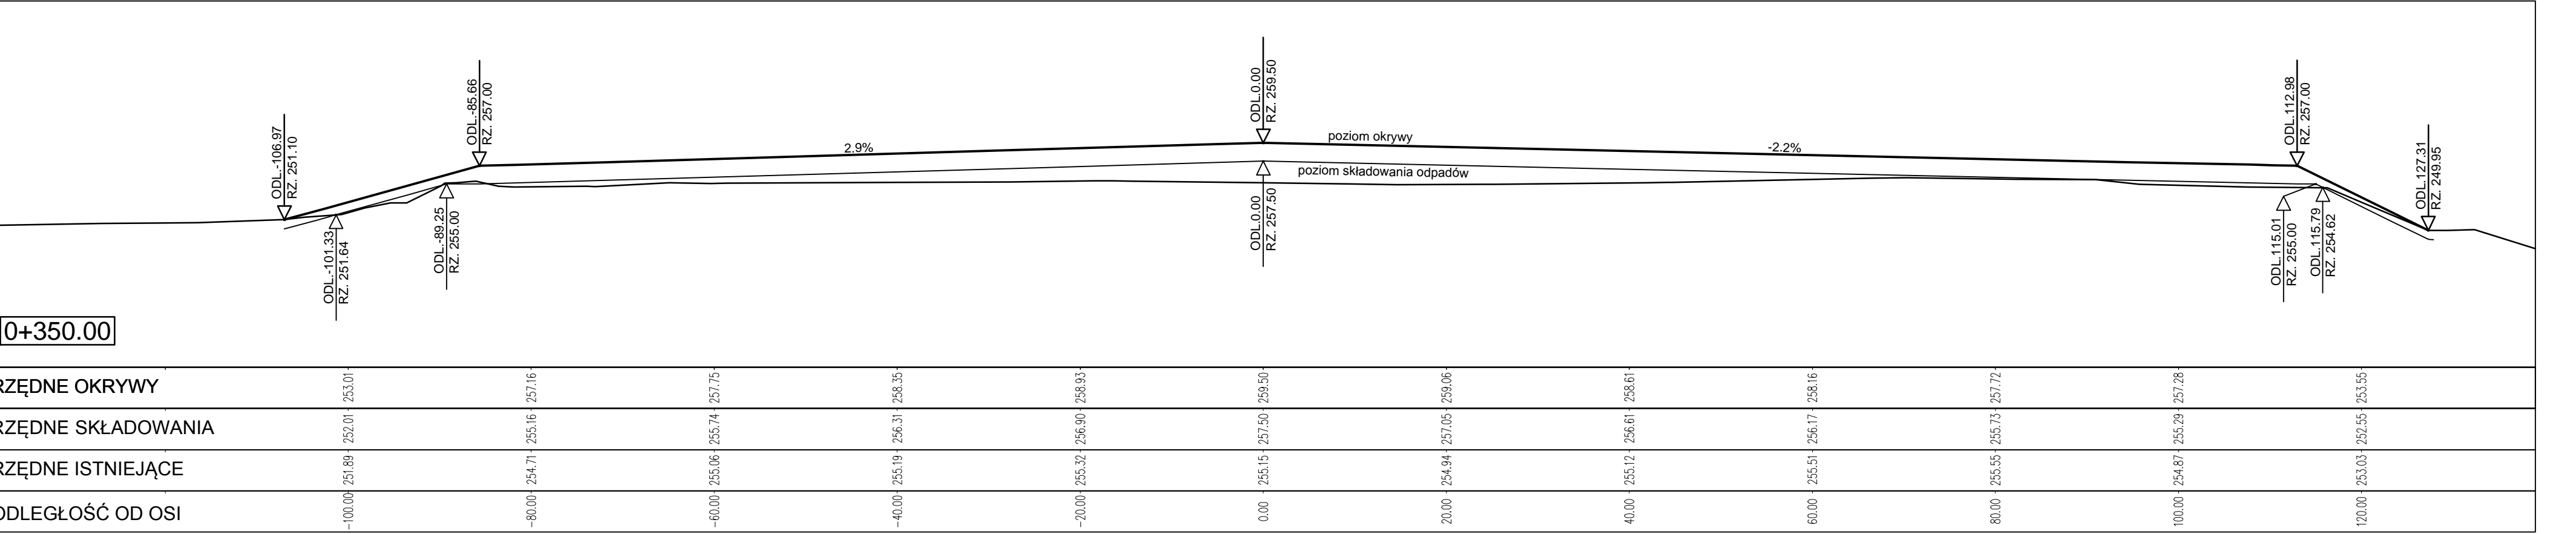 ODL.-106.97
RZ. 251.10
ODL.-101.33
RZ. 251.64
ODL.-89.25
RZ. 255.00
ODL.-85.66
RZ. 257.00
2.9%
ODL.0.00
RZ. 259.50
poziom okrywy
poziom składowania odpadów
ODL.0.00
RZ. 257.50
-2.2%
ODL.112.98
RZ. 257.00
ODL.115.01
RZ. 255.00
ODL.115.79
RZ. 254.62
ODL.127.31
RZ. 249.95
0+350.00
RZĘDNE OKRYWY 253.01 257.16 257.75 258.35 258.93 259.50 259.06 258.61 258.16 257.72 257.28 253.55
RZĘDNE SKŁADOWANIA 252.01 255.16 255.74 256.31 256.90 257.50 257.05 256.61 256.17 255.73 255.29 252.55
RZĘDNE ISTNIEJĄCE 251.89 254.71 255.06 255.19 255.32 255.15 254.94 255.12 255.51 255.55 254.87 253.03
ODLEGŁOŚĆ OD OSI -100.00 -80.00 -60.00 -40.00 -20.00 0.00 20.00 40.00 60.00 80.00 100.00 120.00